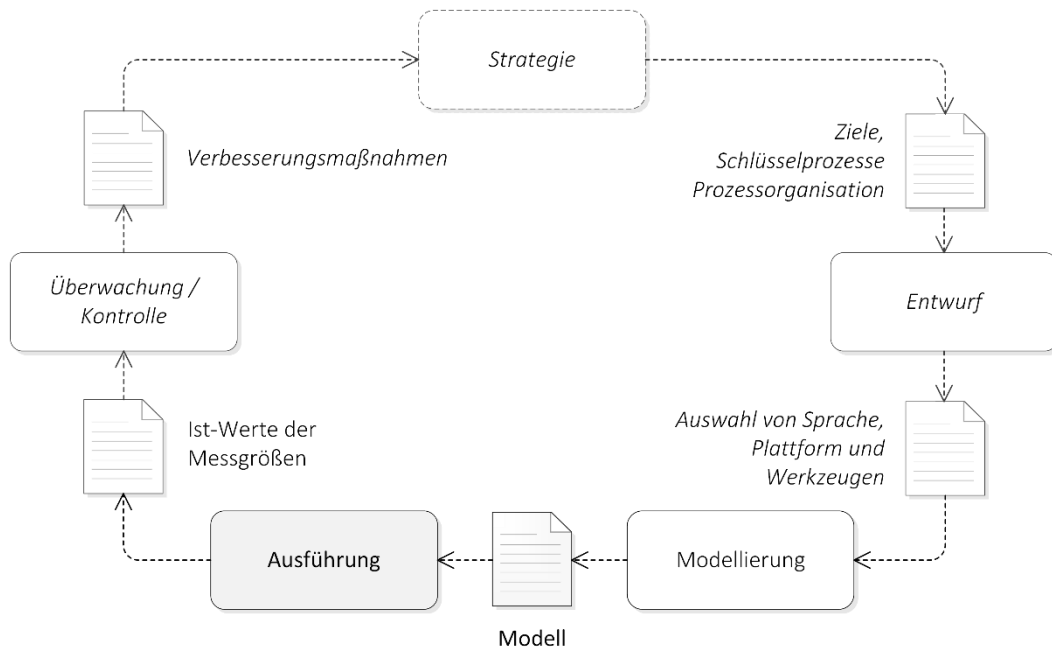 Strategie
Ziele,
Schlüsselprozesse
Prozessorganisation
Verbesserungsmaßnahmen
Überwachung /
Kontrolle
Entwurf
Ist-Werte der
Messgrößen
Auswahl von Sprache,
Plattform und
Werkzeugen
Ausführung
Modellierung
Modell